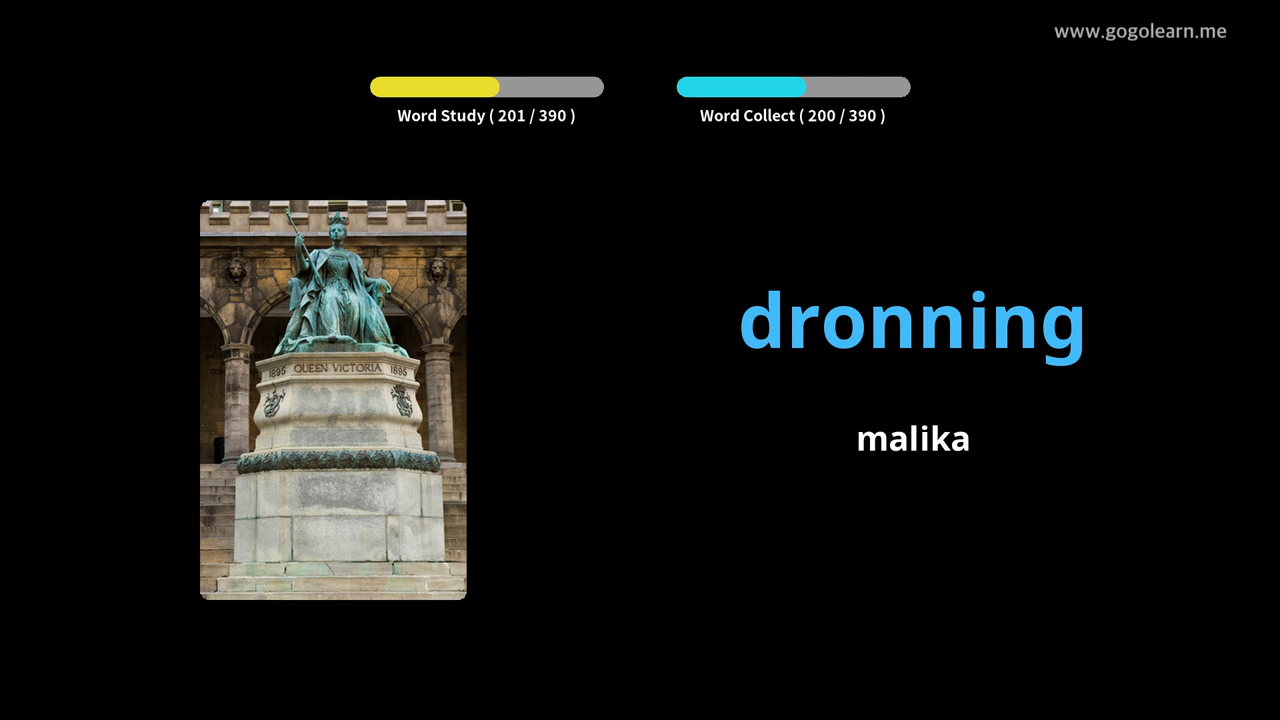 www.gogolearn.me
Word Study ( 201 / 390 )
Word Collect ( 200 / 390 )
1895 QUEEN VICTORIA 1895
dronning
malika